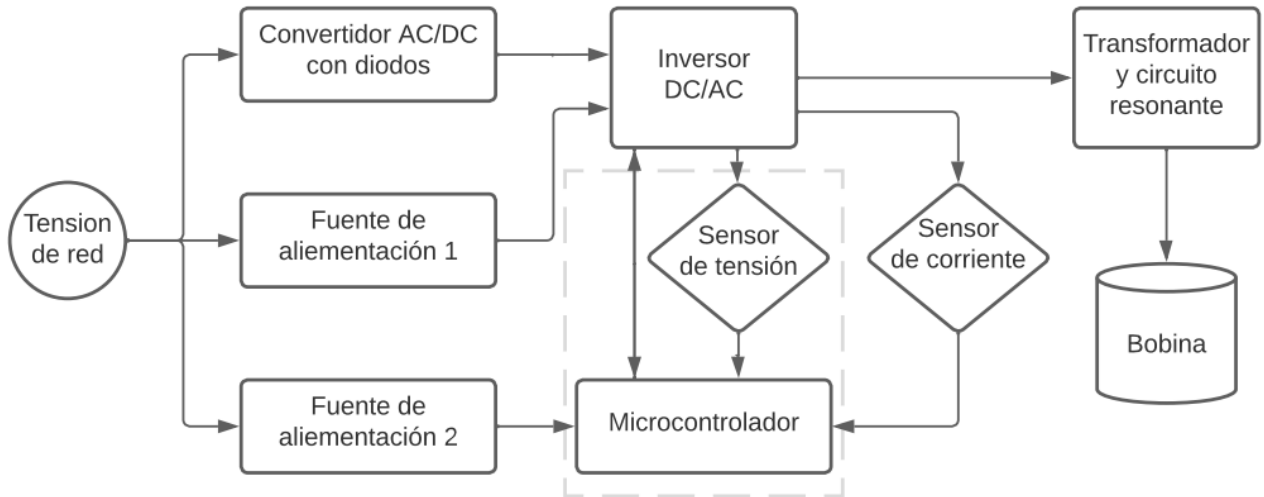 Convertidor AC/DC
con diodos
Inversor
DC/AC
Transformador
y circuito
resonante
Tension
de red
Fuente de
aliementación 1
Sensor
de tensión
Sensor
de corriente
Bobina
Fuente de
aliementación 2
Microcontrolador